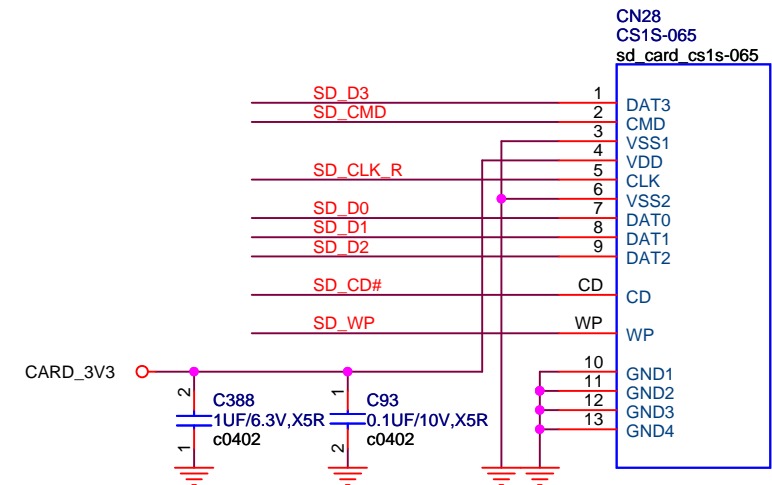 CN28
CS1S-065
sd_card_cs1s-065
SD_D3 1 DAT3
SD_CMD 2 CMD
3 VSS1
4 VDD
SD_CLK_R 5 CLK
6 VSS2
SD_D0 7 DAT0
SD_D1 8 DAT1
SD_D2 9 DAT2
SD_CD# CD CD
SD_WP WP WP
CARD_3V3 10 GND1
11 GND2
12 GND3
13 GND4
2 C388 1 C93
1UF/6.3V,X5R 0.1UF/10V,X5R
1 c0402 2 c0402